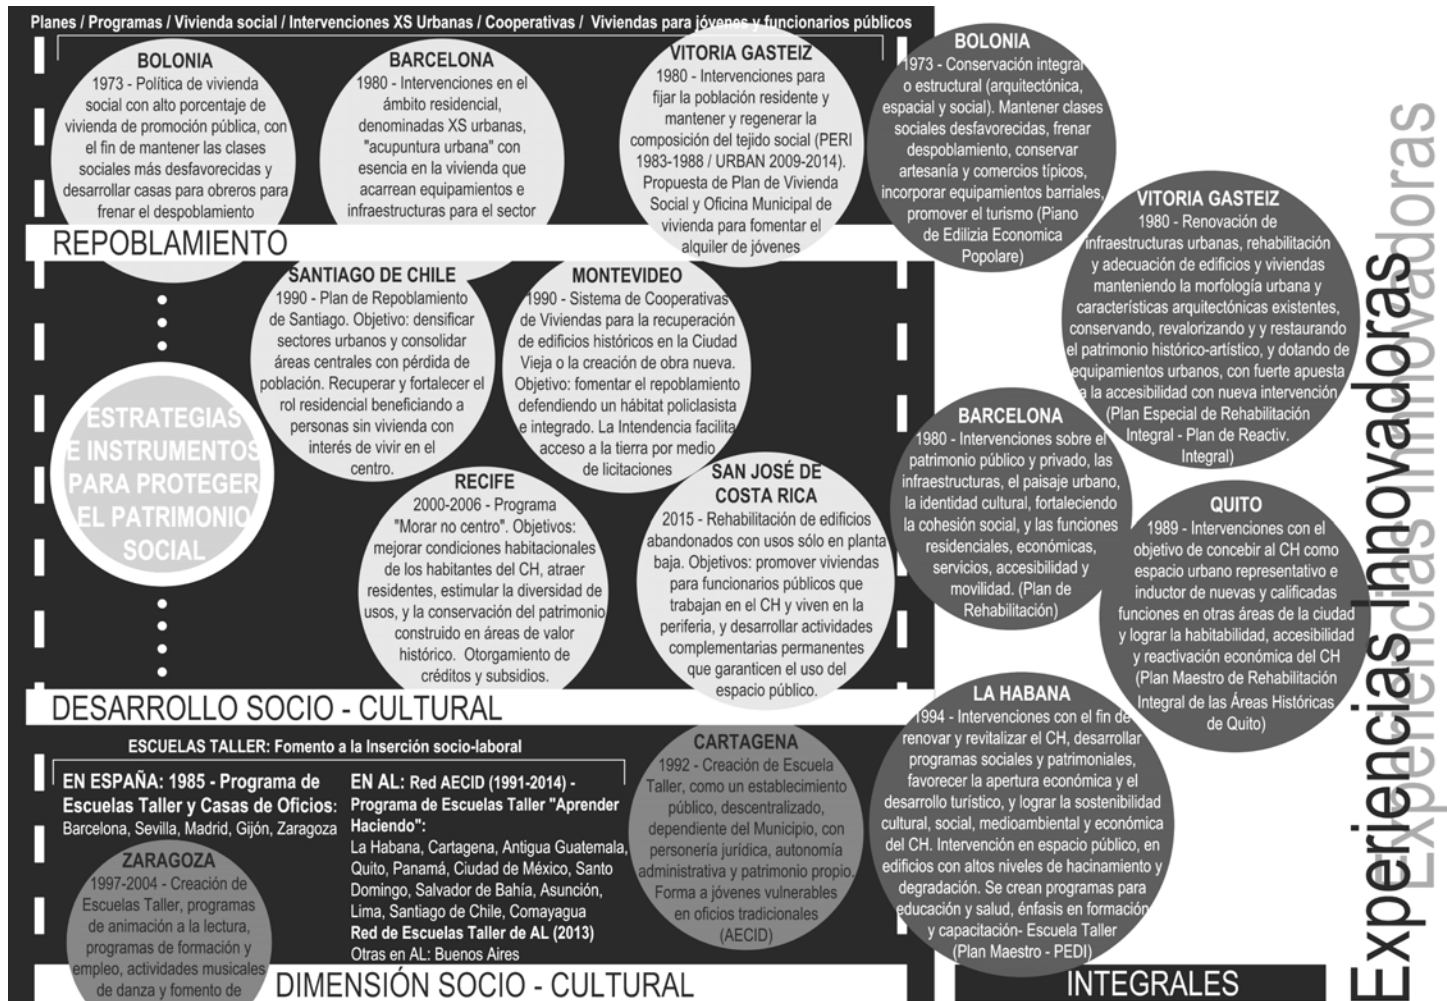 Planes / Programas / Vivienda social / Intervenciones XS Urbanas / Cooperativas / Viviendas para jóvenes y funcionarios públicos
BOLONIA
1973 - Política de vivienda
social con alto porcentaje de
vivienda de promoción pública, con
el fin de mantener las clases
sociales más desfavorecidas y
desarrollar casas para obreros para
frenar el despoblamiento
BARCELONA
1980 - Intervenciones en el
ámbito residencial,
denominadas XS urbanas,
"acupuntura urbana" con
esencia en la vivienda que
acarrean equipamientos e
infraestructuras para el sector
VITORIA GASTEIZ
1980 - Intervenciones para
fijar la población residente y
mantener y regenerar la
composición del tejido social (PERI
1983-1988 / URBAN 2009-2014).
Propuesta de Plan de Vivienda
Social y Oficina Municipal de
vivienda para fomentar el
alquiler de jóvenes
REPOBLAMIENTO
SANTIAGO DE CHILE
1990 - Plan de Repoblamiento
de Santiago. Objetivo: densificar
sectores urbanos y consolidar
áreas centrales con pérdida de
población. Recuperar y fortalecer el
rol residencial beneficiando a
personas sin vivienda con
interés de vivir en el
centro.
MONTEVIDEO
1990 - Sistema de Cooperativas
de Viviendas para la recuperación
de edificios históricos en la Ciudad
Vieja o la creación de obra nueva.
Objetivo: fomentar el repoblamiento
defendiendo un hábitat policlasista
e integrado. La Intendencia facilita
acceso a la tierra por medio
de licitaciones
ESTRATEGIAS
E INSTRUMENTOS
PARA PROTEGER
EL PATRIMONIO
SOCIAL
RECIFE
2000-2006 - Programa
"Morar no centro". Objetivos:
mejorar condiciones habitacionales
de los habitantes del CH, atraer
residentes, estimular la diversidad de
usos, y la conservación del patrimonio
construido en áreas de valor
histórico. Otorgamiento de
créditos y subsidios.
SAN JOSÉ DE
COSTA RICA
2015 - Rehabilitación de edificios
abandonados con usos sólo en planta
baja. Objetivos: promover viviendas
para funcionarios públicos que
trabajan en el CH y viven en la
periferia, y desarrollar actividades
complementarias permanentes
que garanticen el uso del
espacio público.
DESARROLLO SOCIO - CULTURAL
ESCUELAS TALLER: Fomento a la Inserción socio-laboral
EN ESPAÑA: 1985 - Programa de
Escuelas Taller y Casas de Oficios:
Barcelona, Sevilla, Madrid, Gijón, Zaragoza
ZARAGOZA
1997-2004 - Creación de
Escuelas Taller, programas
de animación a la lectura,
programas de formación y
empleo, actividades musicales
de danza y fomento de
EN AL: Red AECID (1991-2014) -
Programa de Escuelas Taller "Aprender
Haciendo":
La Habana, Cartagena, Antigua Guatemala,
Quito, Panamá, Ciudad de México, Santo
Domingo, Salvador de Bahía, Asunción,
Lima, Santiago de Chile, Comayagua
Red de Escuelas Taller de AL (2013)
Otras en AL: Buenos Aires
CARTAGENA
1992 - Creación de Escuela
Taller, como un establecimiento
público, descentralizado,
dependiente del Municipio, con
personería jurídica, autonomía
administrativa y patrimonio propio.
Forma a jóvenes vulnerables
en oficios tradicionales
(AECID)
DIMENSIÓN SOCIO - CULTURAL
BOLONIA
1973 - Conservación integral
o estructural (arquitectónica,
espacial y social). Mantener clases
sociales desfavorecidas, frenar
despoblamiento, conservar
artesanía y comercios típicos,
incorporar equipamientos barriales,
promover el turismo (Piano
de Edilizia Economica
Popolare)
VITORIA GASTEIZ
1980 - Renovación de
infraestructuras urbanas, rehabilitación
y adecuación de edificios y viviendas
manteniendo la morfología urbana y
características arquitectónicas existentes,
conservando, revalorizando y y restaurando
el patrimonio histórico-artístico, y dotando de
equipamientos urbanos, con fuerte apuesta
a la accesibilidad con nueva intervención
(Plan Especial de Rehabilitación
Integral - Plan de Reactiv.
Integral)
BARCELONA
1980 - Intervenciones sobre el
patrimonio público y privado, las
infraestructuras, el paisaje urbano,
la identidad cultural, fortaleciendo
la cohesión social, y las funciones
residenciales, económicas,
servicios, accesibilidad y
movilidad. (Plan de
Rehabilitación)
QUITO
1989 - Intervenciones con el
objetivo de concebir al CH como
espacio urbano representativo e
inductor de nuevas y calificadas
funciones en otras áreas de la ciudad
y lograr la habitabilidad, accesibilidad
y reactivación económica del CH
(Plan Maestro de Rehabilitación
Integral de las Áreas Históricas
de Quito)
LA HABANA
1994 - Intervenciones con el fin de
renovar y revitalizar el CH, desarrollar
programas sociales y patrimoniales,
favorecer la apertura económica y el
desarrollo turístico, y lograr la sostenibilidad
cultural, social, medioambiental y económica
del CH. Intervención en espacio público, en
edificios con altos niveles de hacinamiento y
degradación. Se crean programas para
educación y salud, énfasis en formación
y capacitación- Escuela Taller
(Plan Maestro - PEDI)
INTEGRALES
Experiencias Innovadoras
Experiencias Innovadoras